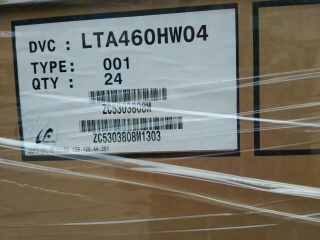 DVC : LTA460HW04
TYPE: 001
QTY : 24
ZC5303808M
ZC5303808M1303